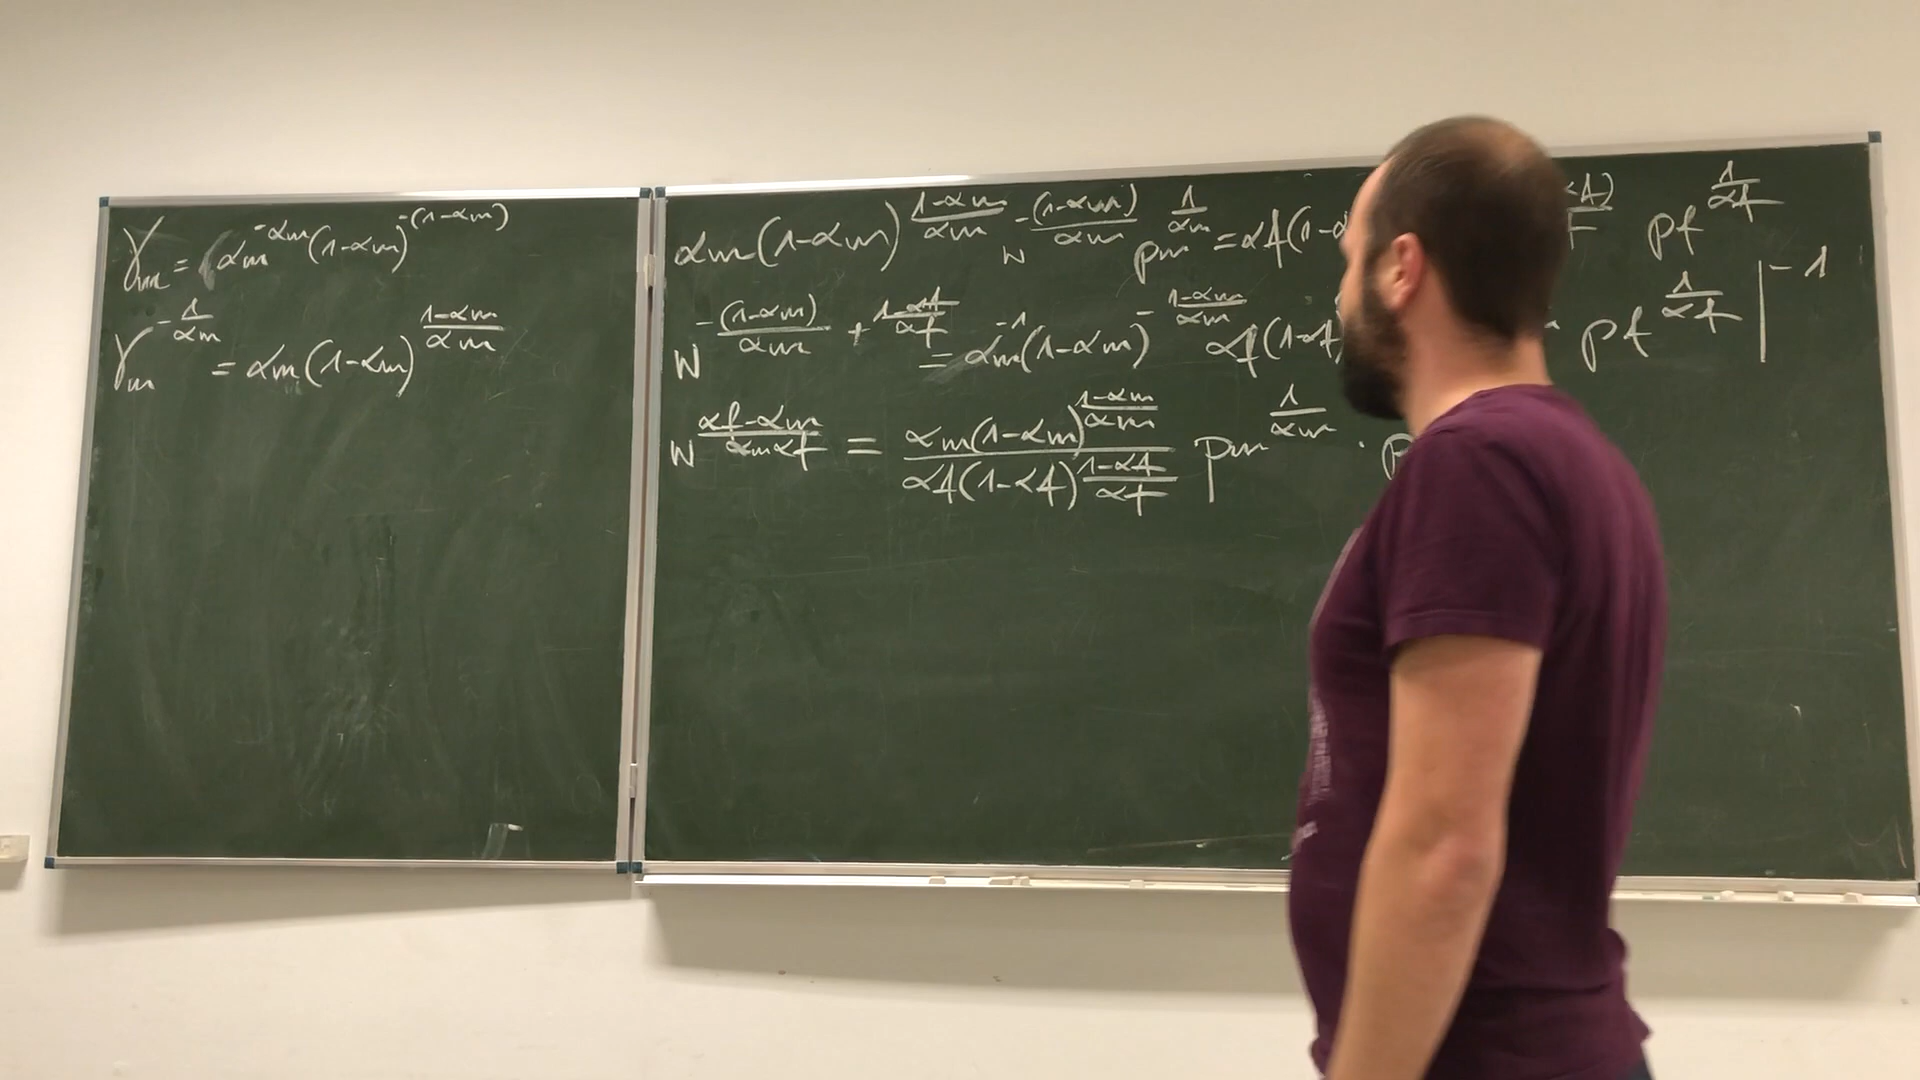 γm = αm^-αm (1-αm)^-(1-αm)
γm^-1/αm = αm(1-αm)^(1-αm)/αm
αm(1-αm)^(1-αm)/αm w^-(1-αm)/αm pm^1/αm = αf(1-α pf^1/αf
w^-(1-αm)/αm + (1-αf)/αf = αm^-1 (1-αm)^-(1-αm)/αm αf(1-αf) pf^1/αf |^-1
w^(αf-αm)/(αmαf) = αm(1-αm)^(1-αm)/αm / αf(1-αf)^(1-αf)/αf pm^1/αm · p